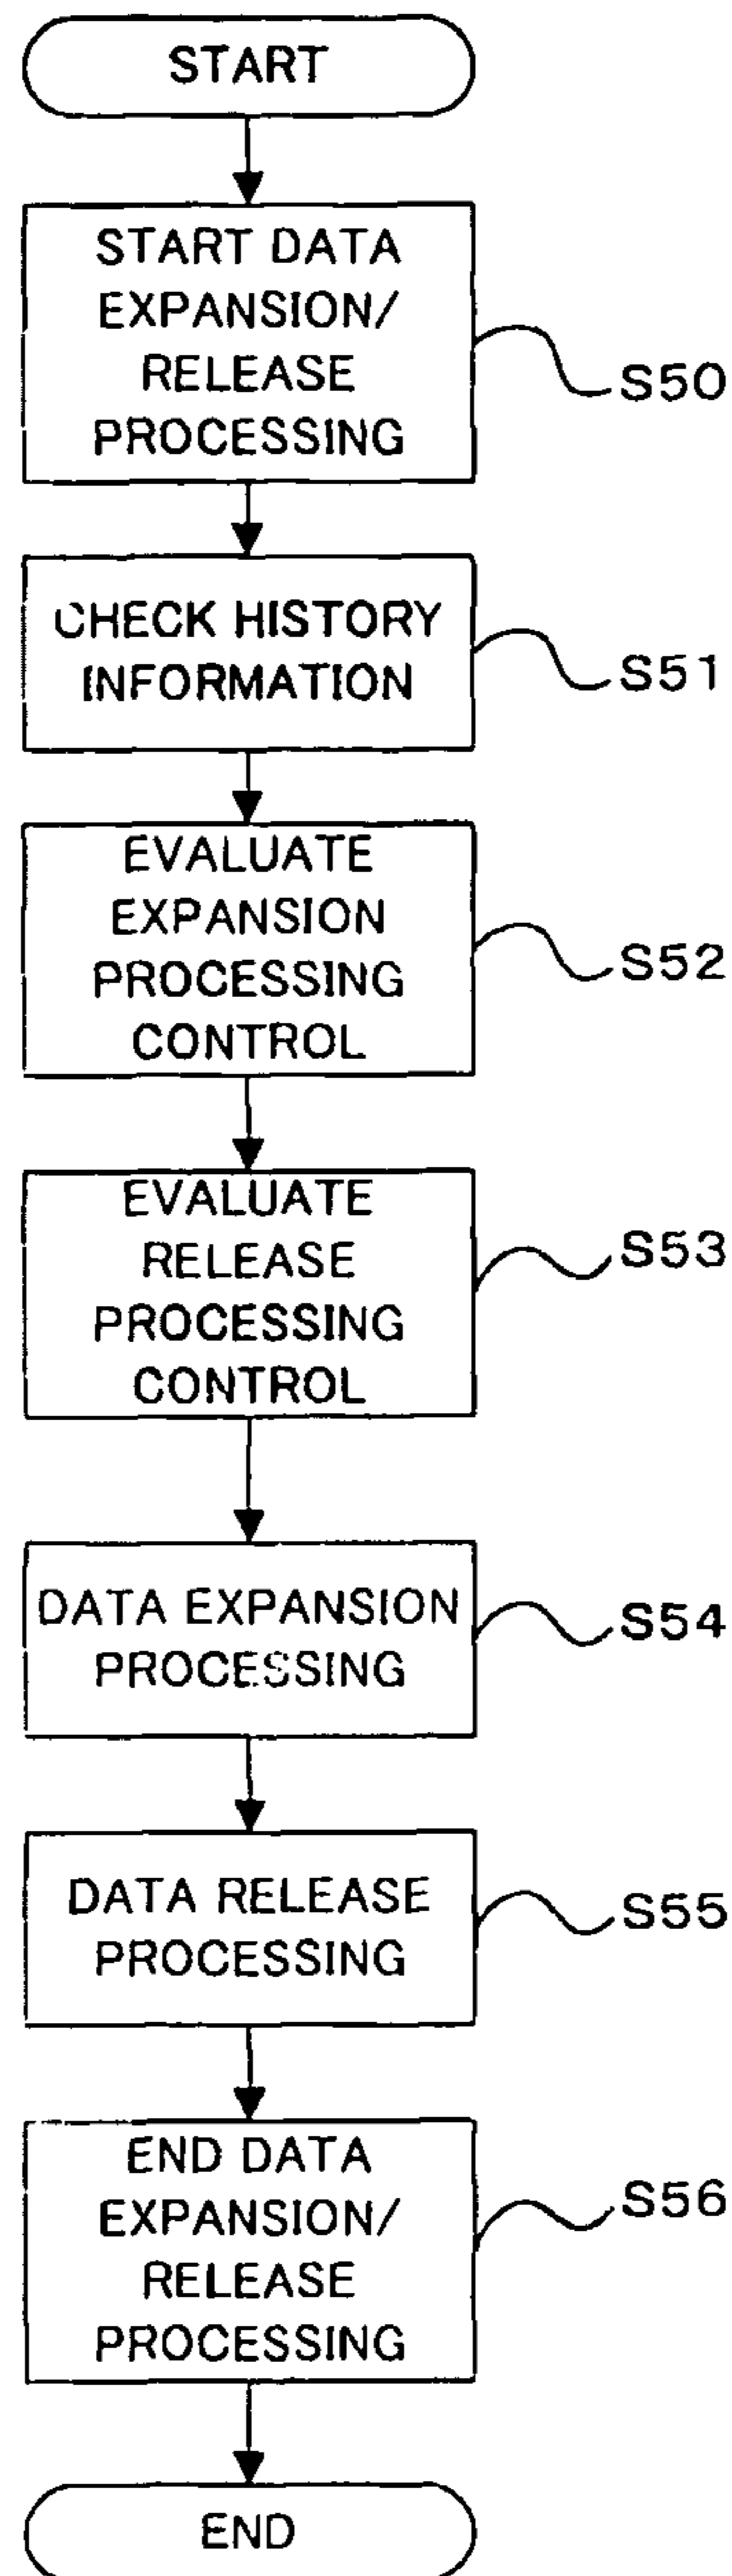 START
START DATA
EXPANSION/
RELEASE
PROCESSING
S50
CHECK HISTORY
INFORMATION
S51
EVALUATE
EXPANSION
PROCESSING
CONTROL
S52
EVALUATE
RELEASE
PROCESSING
CONTROL
S53
DATA EXPANSION
PROCESSING
S54
DATA RELEASE
PROCESSING
S55
END DATA
EXPANSION/
RELEASE
PROCESSING
S56
END